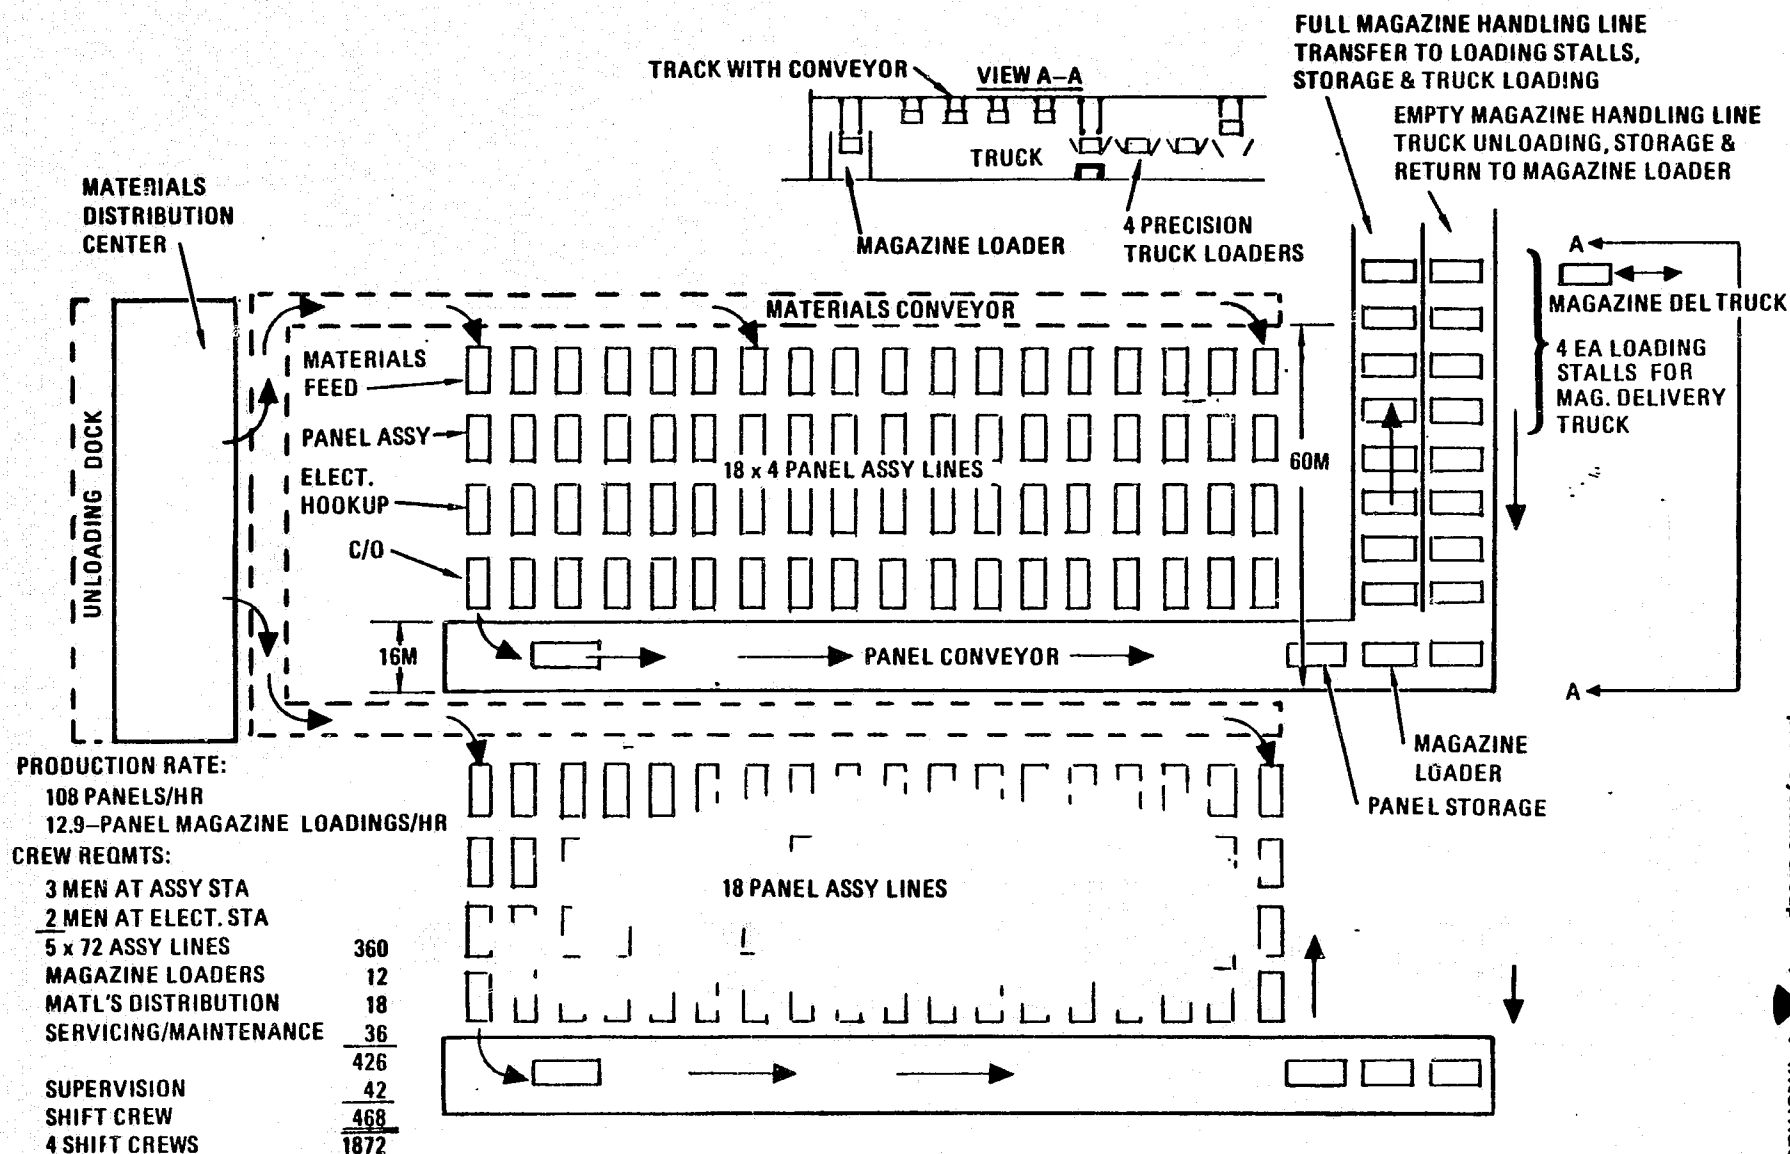 FULL MAGAZINE HANDLING LINE
TRANSFER TO LOADING STALLS,
STORAGE & TRUCK LOADING
TRACK WITH CONVEYOR
VIEW A-A
EMPTY MAGAZINE HANDLING LINE
TRUCK UNLOADING, STORAGE &
RETURN TO MAGAZINE LOADER
TRUCK
MAGAZINE LOADER
4 PRECISION
TRUCK LOADERS
MATERIALS
DISTRIBUTION
CENTER
A
MAGAZINE DEL TRUCK
MATERIALS CONVEYOR
4 EA LOADING
STALLS FOR
MAG. DELIVERY
TRUCK
MATERIALS
FEED
PANEL ASSY
ELECT.
HOOKUP
C/O
18 x 4 PANEL ASSY LINES
60M
UNLOADING DOCK
16M
PANEL CONVEYOR
A
MAGAZINE
LOADER
PANEL STORAGE
18 PANEL ASSY LINES
PRODUCTION RATE:
108 PANELS/HR
12.9-PANEL MAGAZINE LOADINGS/HR
CREW REQMTS:
3 MEN AT ASSY STA
2 MEN AT ELECT. STA
5 x 72 ASSY LINES 360
MAGAZINE LOADERS 12
MATL'S DISTRIBUTION 18
SERVICING/MAINTENANCE 36
426
SUPERVISION 42
SHIFT CREW 468
4 SHIFT CREWS 1872